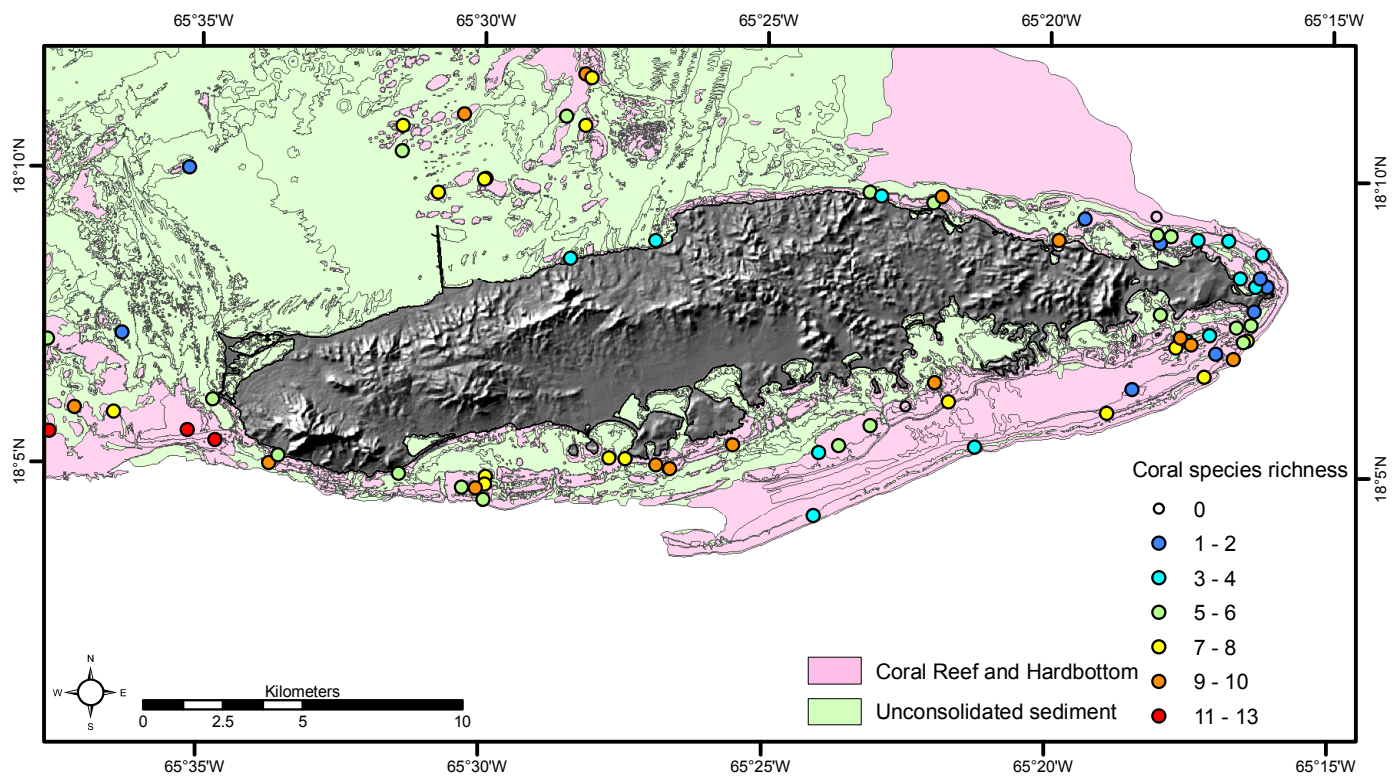 65°35'W 65°30'W 65°25'W 65°20'W 65°15'W
18°10'N 18°10'N
18°5'N 18°5'N
Coral species richness
0
1 - 2
3 - 4
5 - 6
7 - 8
9 - 10
11 - 13
Coral Reef and Hardbottom
Unconsolidated sediment
N
W E
S
Kilometers
0 2.5 5 10
65°35'W 65°30'W 65°25'W 65°20'W 65°15'W